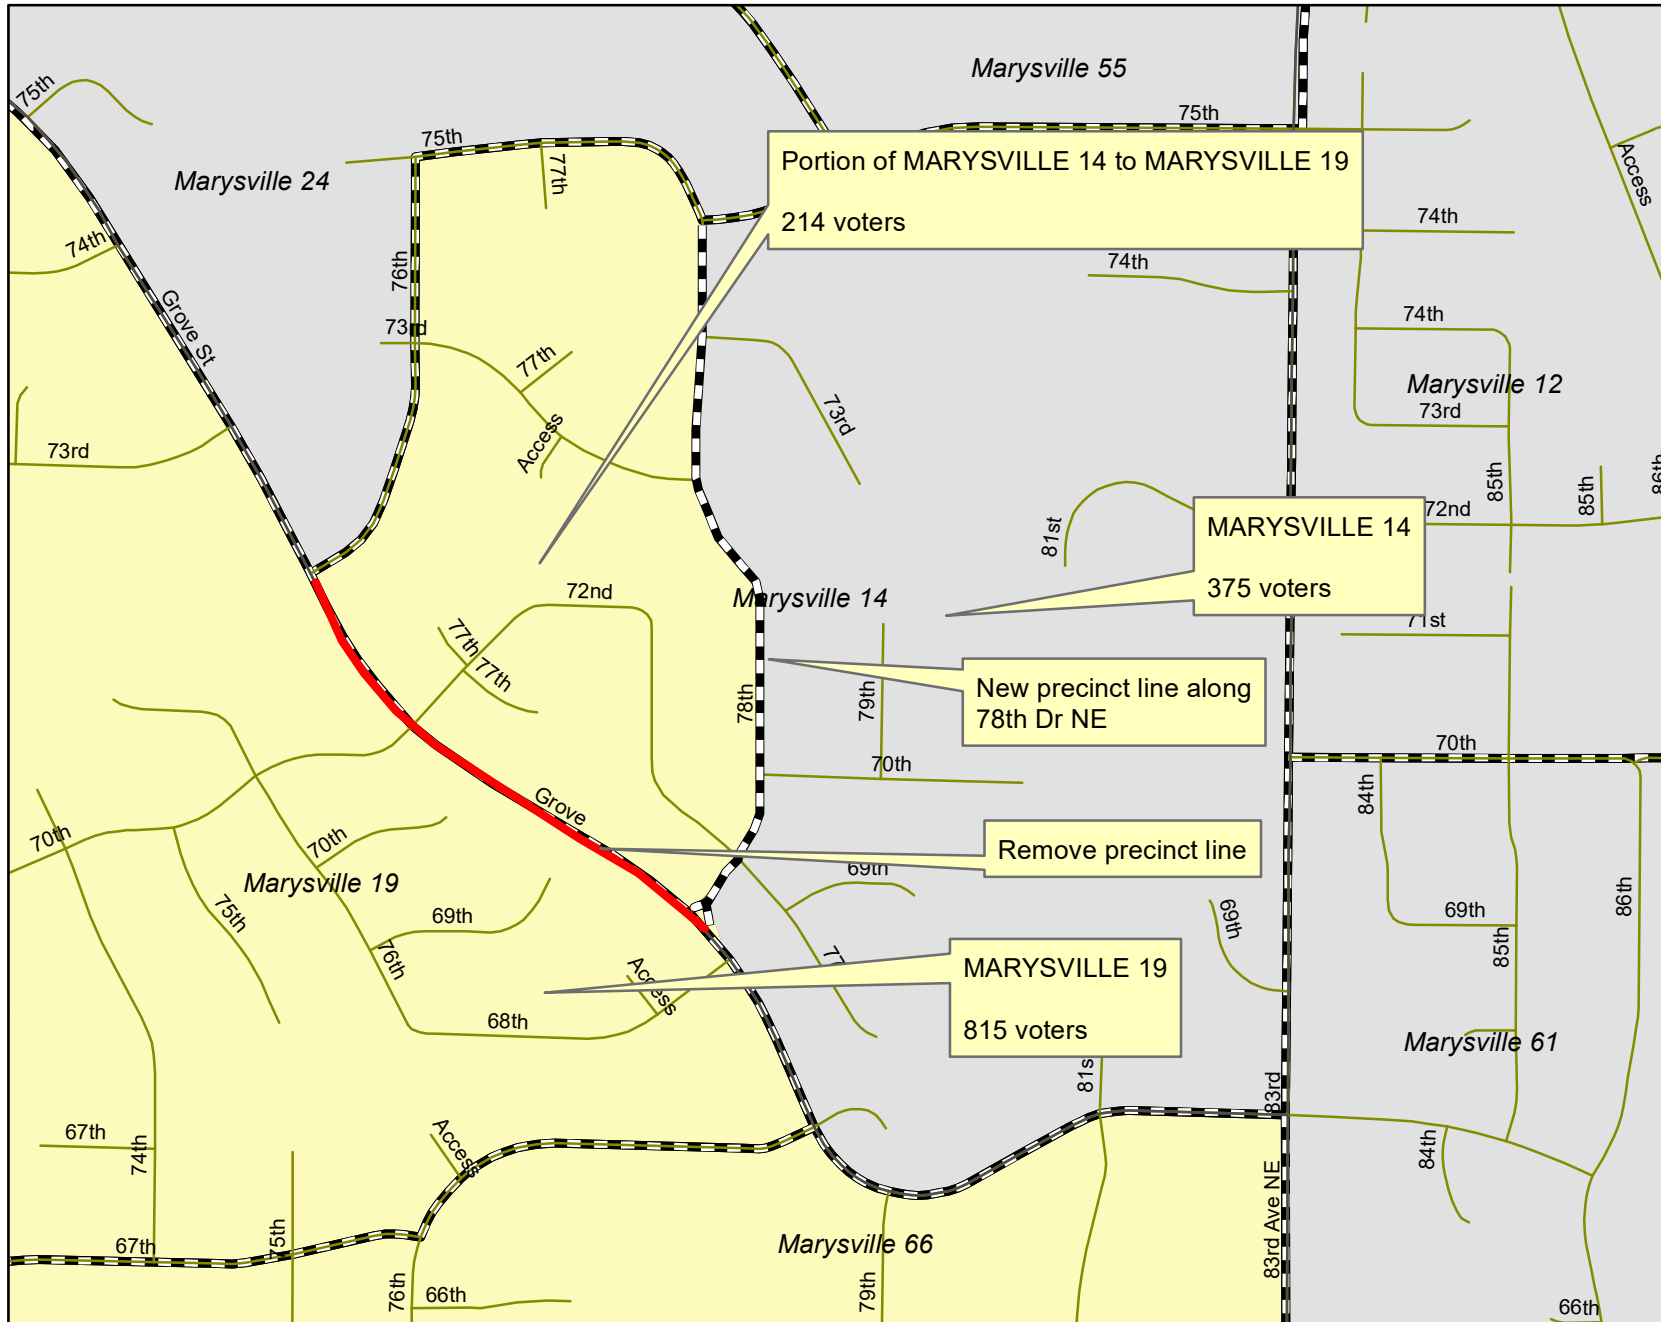 Marysville 55
75th
75th
75th
77th
Portion of MARYSVILLE 14 to MARYSVILLE 19
214 voters
Access
Marysville 24
74th
74th
76th
74th
Grove St
73rd
74th
77th
Marysville 12
73rd
73rd
Access
73rd
85th
85th
86th
81st
MARYSVILLE 14
375 voters
72nd
72nd
Marysville 14
71st
77th
77th
78th
79th
New precinct line along
78th Dr NE
70th
70th
84th
Grove
70th
70th
Remove precinct line
69th
Marysville 19
75th
69th
76th
69th
69th
85th
86th
Access
MARYSVILLE 19
815 voters
68th
Marysville 61
81s
83rd
67th
74th
Access
84th
83rd Ave NE
67th
75th
Marysville 66
76th
66th
79th
66th